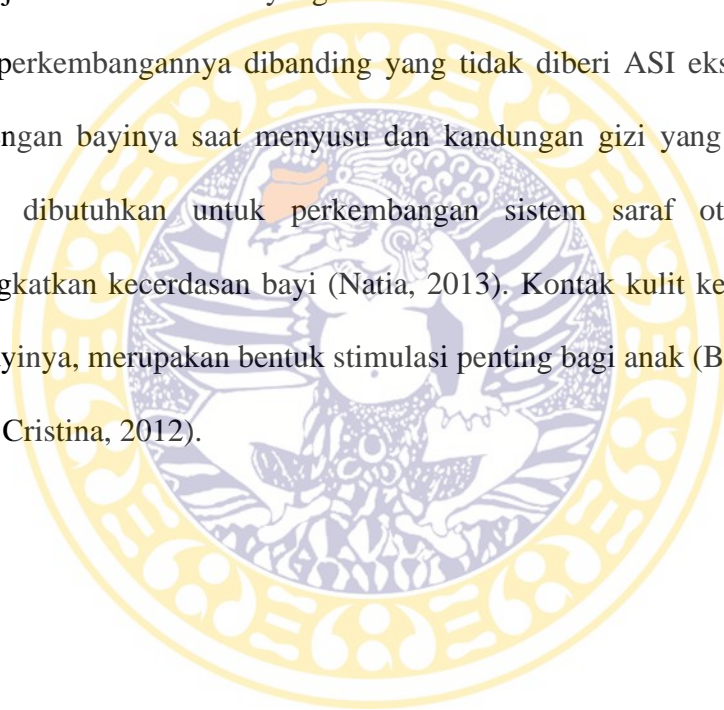 perkembangannya dibanding yang tidak diberi ASI eks
ngan bayinya saat menyusu dan kandungan gizi yang
dibutuhkan untuk perkembangan sistem saraf ot
gkatkan kecerdasan bayi (Natia, 2013). Kontak kulit ke
yinya, merupakan bentuk stimulasi penting bagi anak (B
Cristina, 2012).